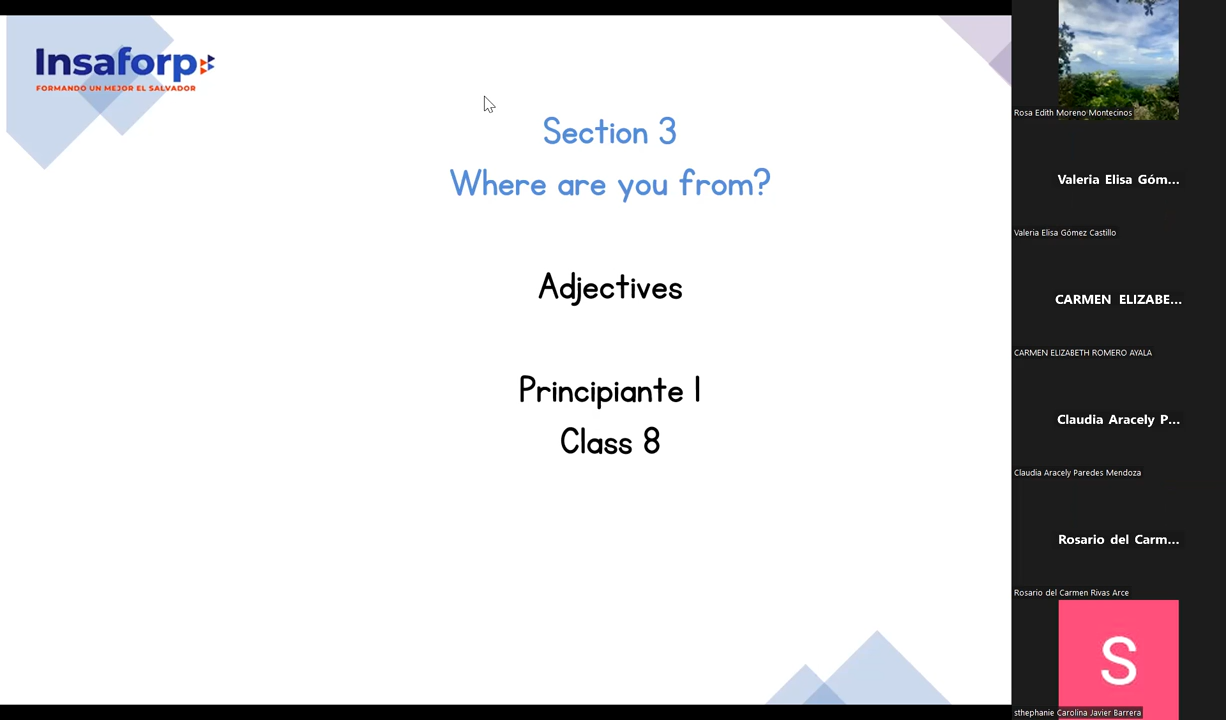 Insaforp
FORMANDO UN MEJOR EL SALVADOR
Section 3
Where are you from?
Adjectives
Principiante 1
Class 8
Rosa Edith Moreno Montecinos
Valeria Elisa Góm...
Valeria Elisa Gómez Castillo
CARMEN ELIZABE...
CARMEN ELIZABETH ROMERO AYALA
Claudia Aracely P...
Claudia Aracely Paredes Mendoza
Rosario del Carm...
Rosario del Carmen Rivas Arce
S
sthephanie Carolina Javier Barrera